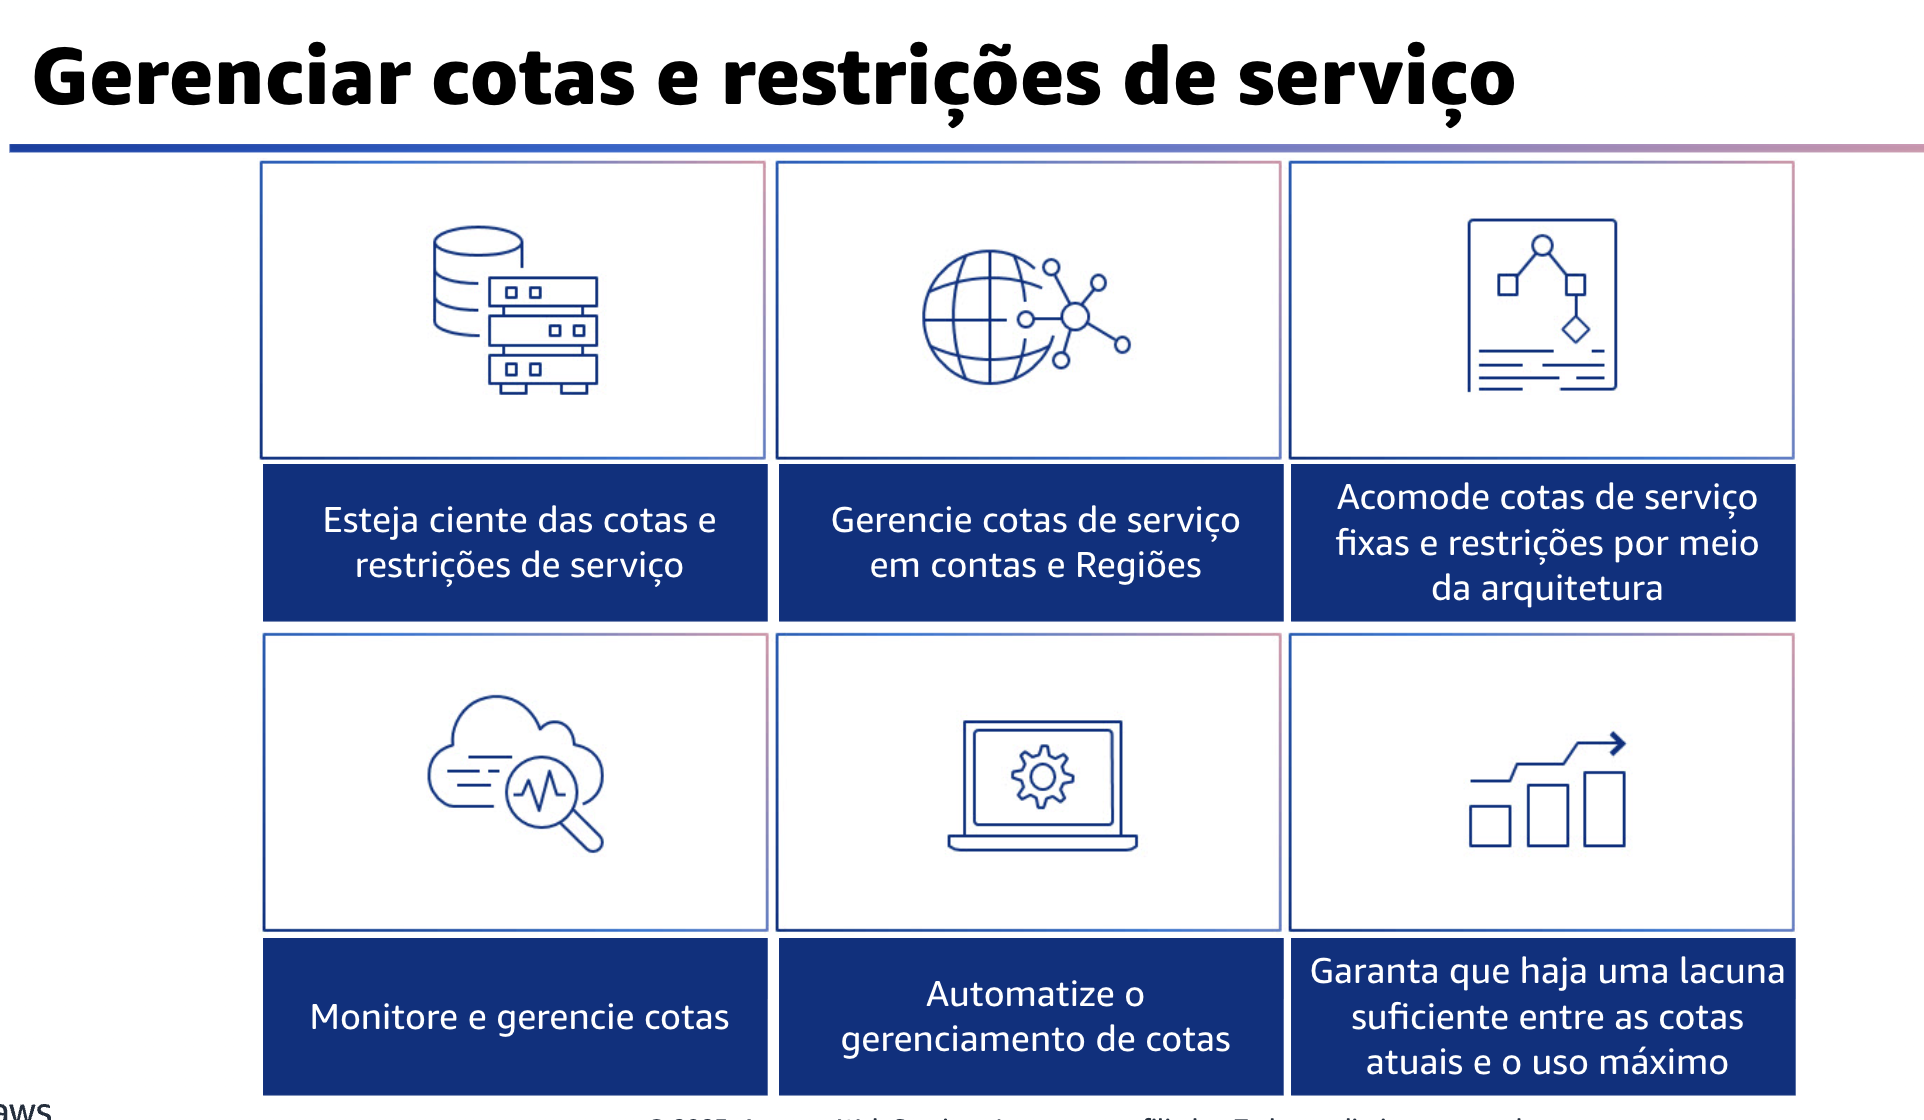 Gerenciar cotas e restrições de serviço
Esteja ciente das cotas e
restrições de serviço
Gerencie cotas de serviço
em contas e Regiões
Acomode cotas de serviço
fixas e restrições por meio
da arquitetura
Monitore e gerencie cotas
Automatize o
gerenciamento de cotas
Garanta que haja uma lacuna
suficiente entre as cotas
atuais e o uso máximo
aws